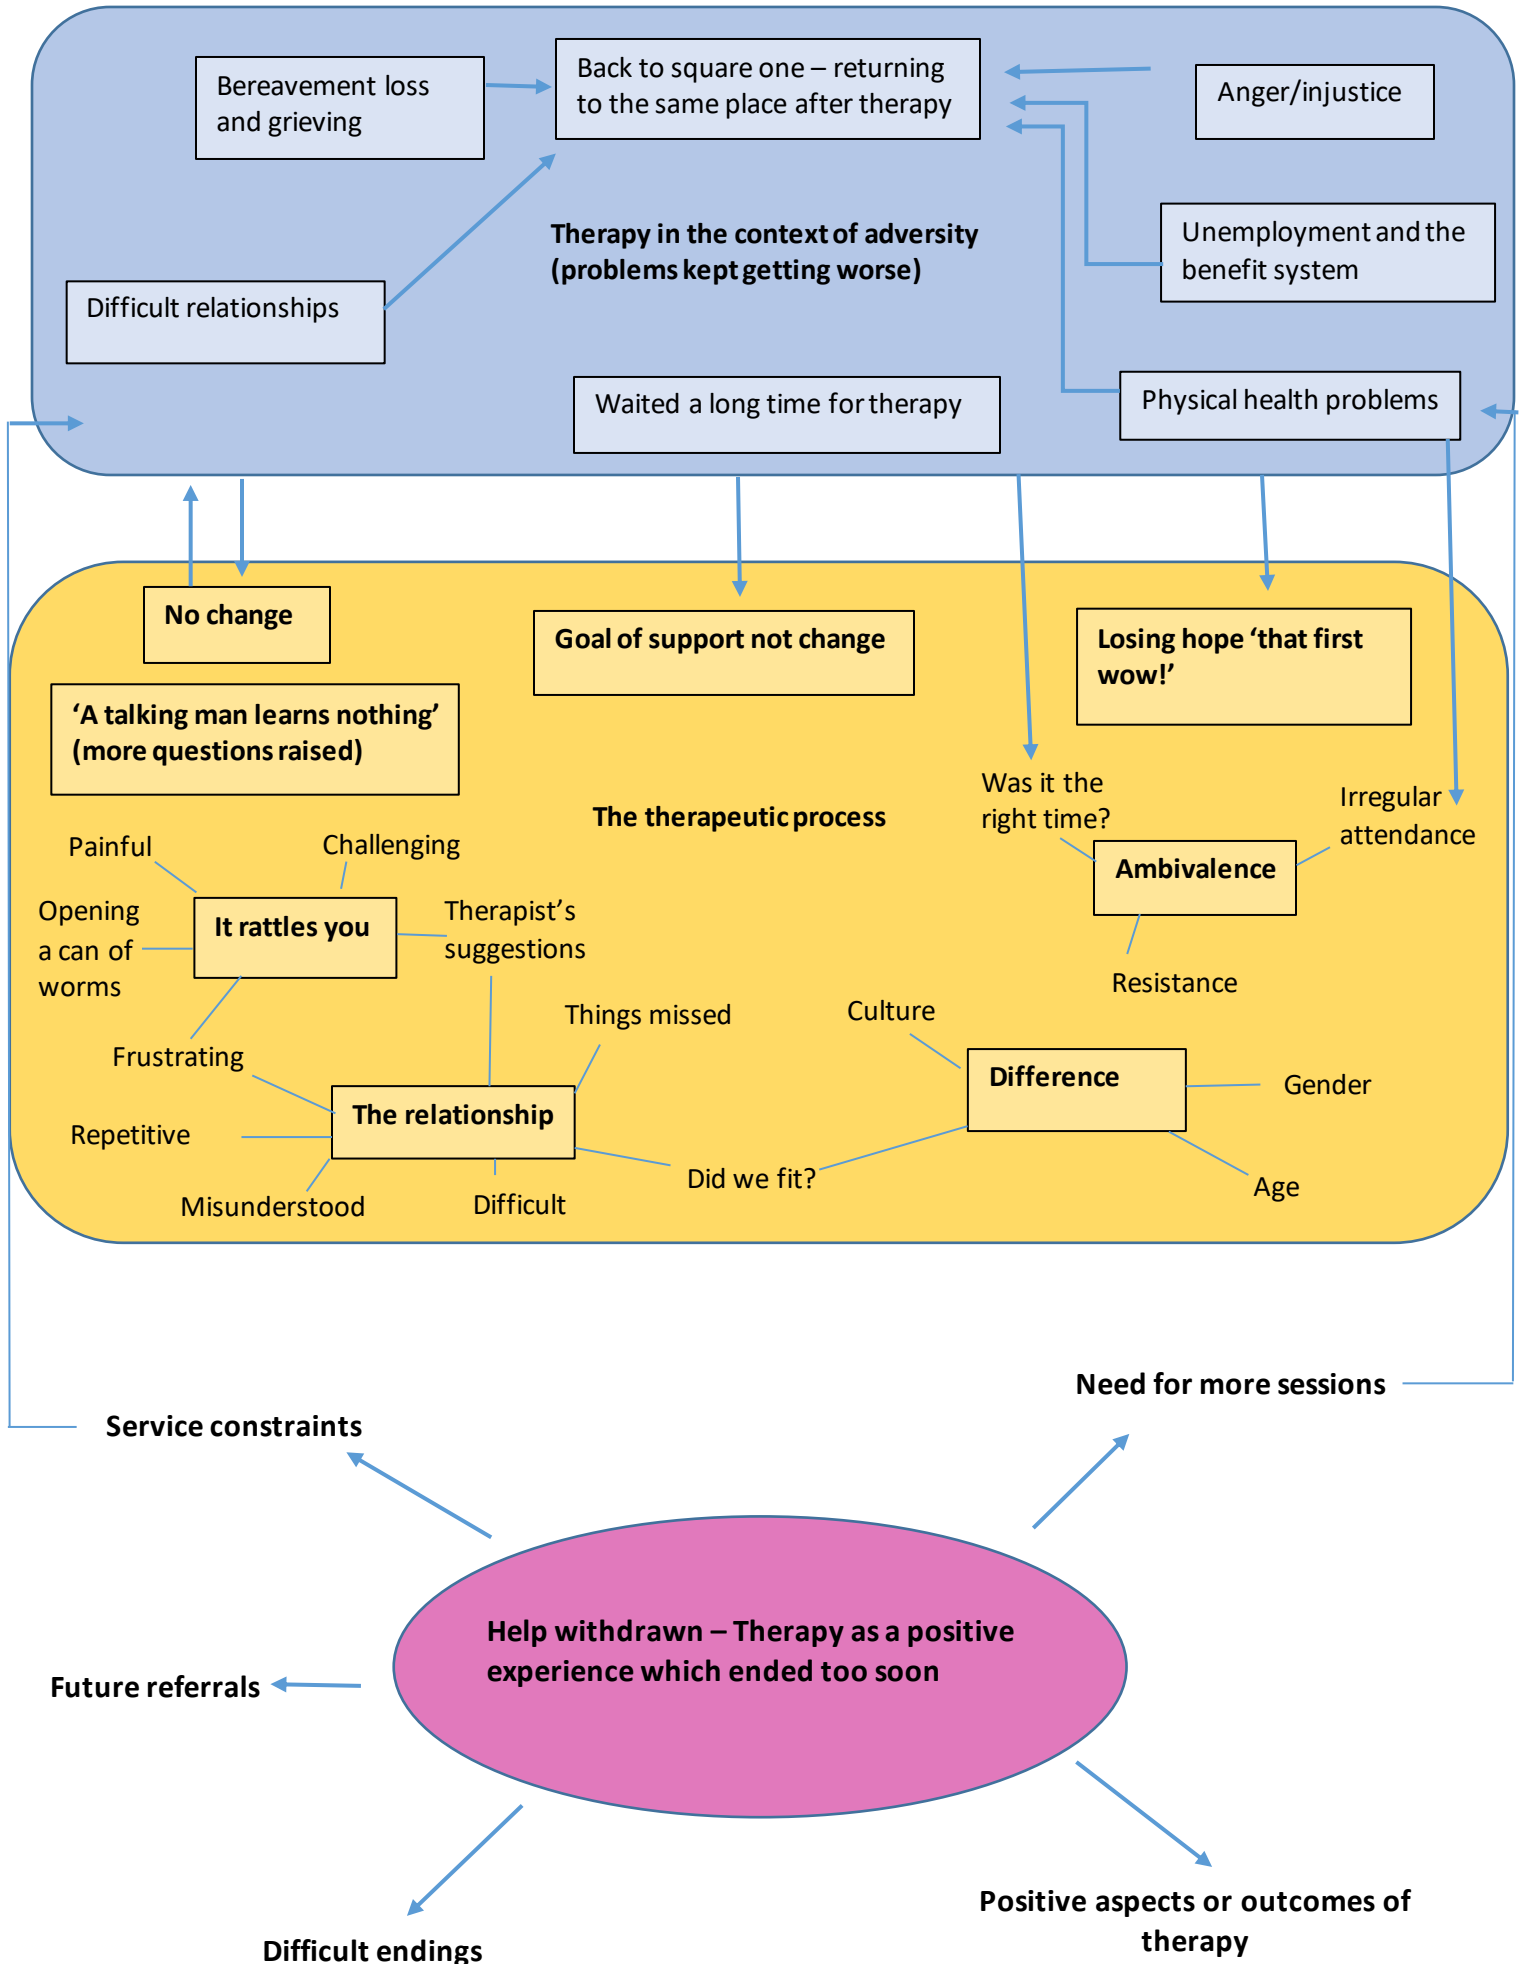 Bereavement loss
and grieving
Back to square one – returning
to the same place after therapy
Anger/injustice
Therapy in the context of adversity
(problems kept getting worse)
Unemployment and the
benefit system
Difficult relationships
Waited a long time for therapy
Physical health problems
No change
Goal of support not change
Losing hope ‘that first
wow!’
‘A talking man learns nothing’
(more questions raised)
The therapeutic process
Was it the
right time?
Irregular
attendance
Painful
Challenging
Ambivalence
Opening
a can of
worms
It rattles you
Therapist’s
suggestions
Resistance
Things missed
Culture
Frustrating
Difference
Gender
The relationship
Repetitive
Did we fit?
Age
Misunderstood
Difficult
Need for more sessions
Service constraints
Help withdrawn – Therapy as a positive
experience which ended too soon
Future referrals
Positive aspects or outcomes of
therapy
Difficult endings